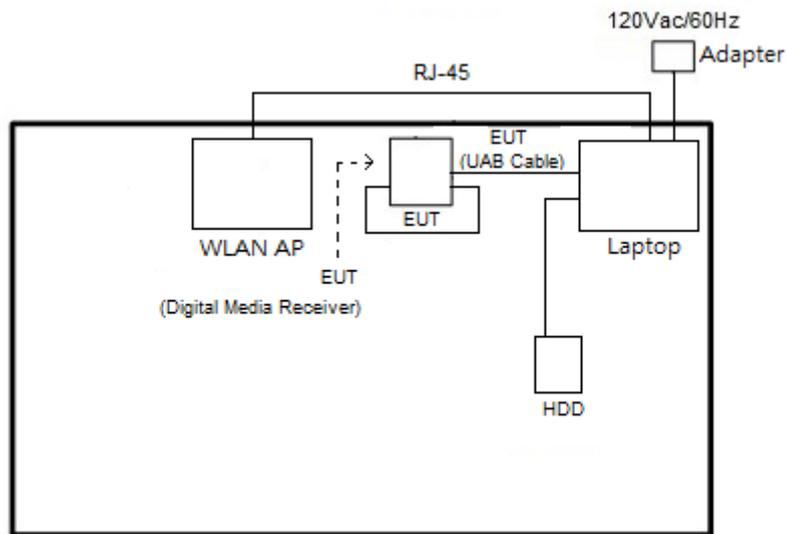 120Vac/60Hz
Adapter
RJ-45
EUT
(UAB Cable)
EUT
WLAN AP
Laptop
EUT
(Digital Media Receiver)
HDD